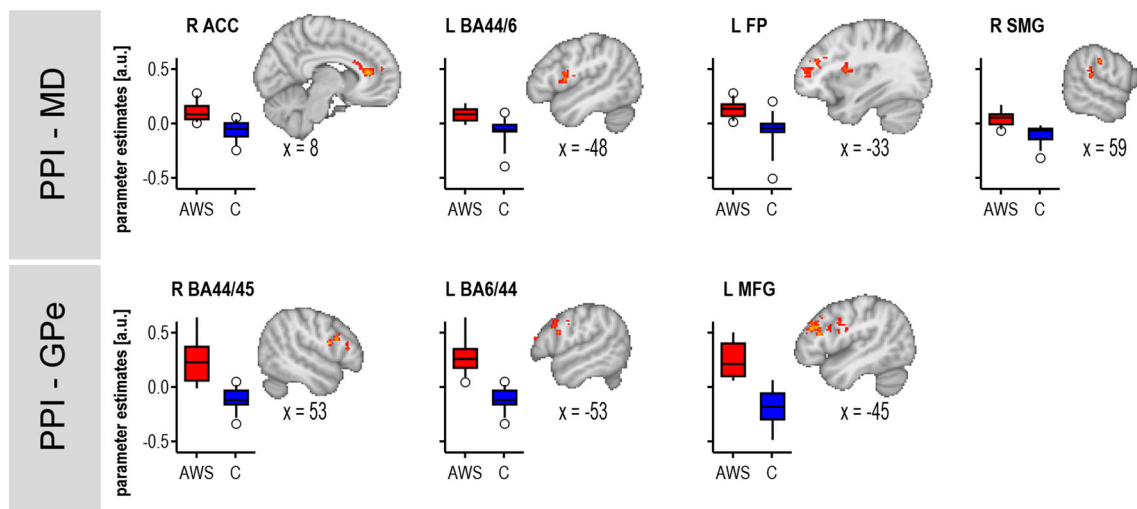 PPI - MD
parameter estimates [a.u.]
R ACC
0.5
0.0
-0.5
AWS C
x = 8
L BA44/6
AWS C
x = -48
L FP
AWS C
x = -33
R SMG
AWS C
x = 59
PPI - GPe
parameter estimates [a.u.]
R BA44/45
0.5
0.0
-0.5
AWS C
x = 53
L BA6/44
AWS C
x = -53
L MFG
AWS C
x = -45